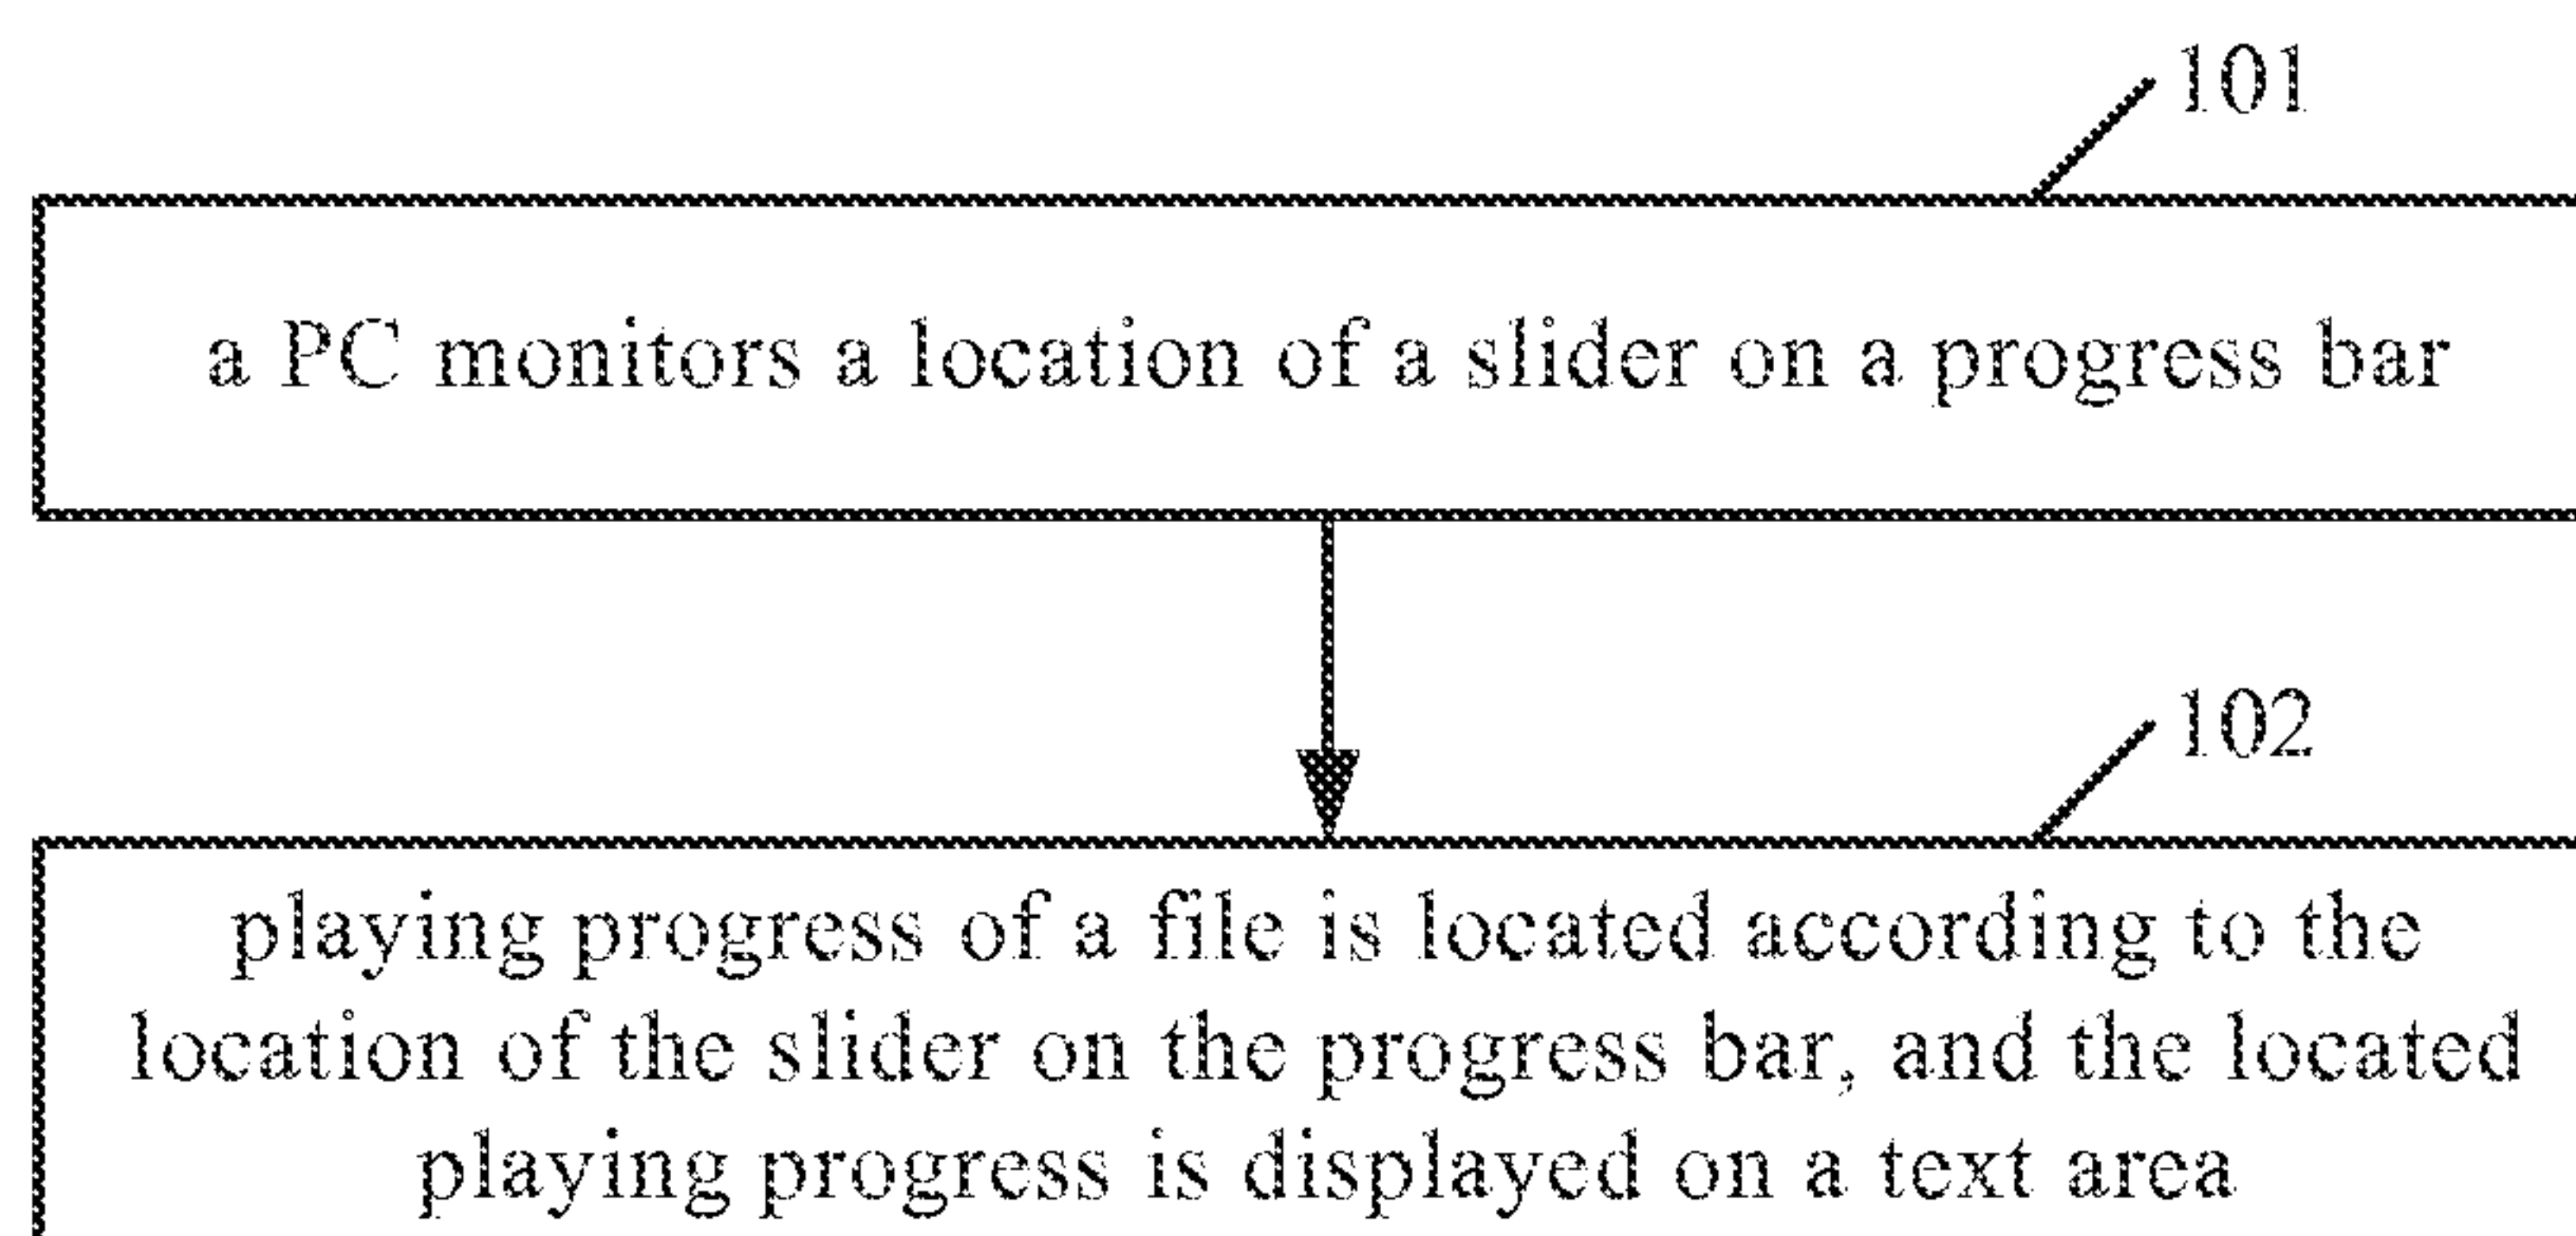 101
a PC monitors a location of a slider on a progress bar
102
playing progress of a file is located according to the
location of the slider on the progress bar, and the located
playing progress is displayed on a text area